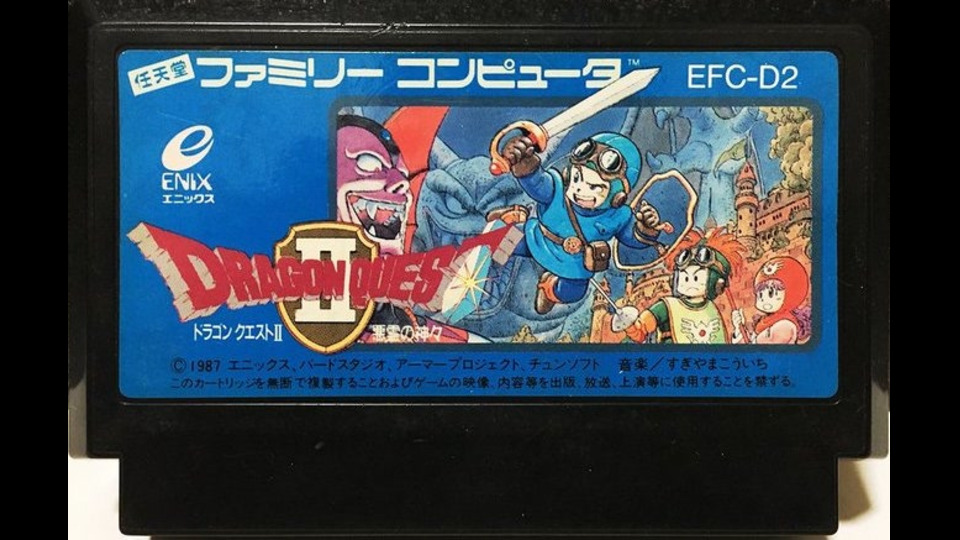 任天堂 ファミリー コンピュータ™ EFC-D2
ENIX
エニックス
DRAGON QUEST
II
ドラゴン クエストII 悪霊の神々
©1987 エニックス、バードスタジオ、アーマープロジェクト、チュンソフト 音楽/すぎやまこういち
このカートリッジを無断で複製することおよびゲームの映像、内容等を出版、放送、上演等に使用することを禁ずる。